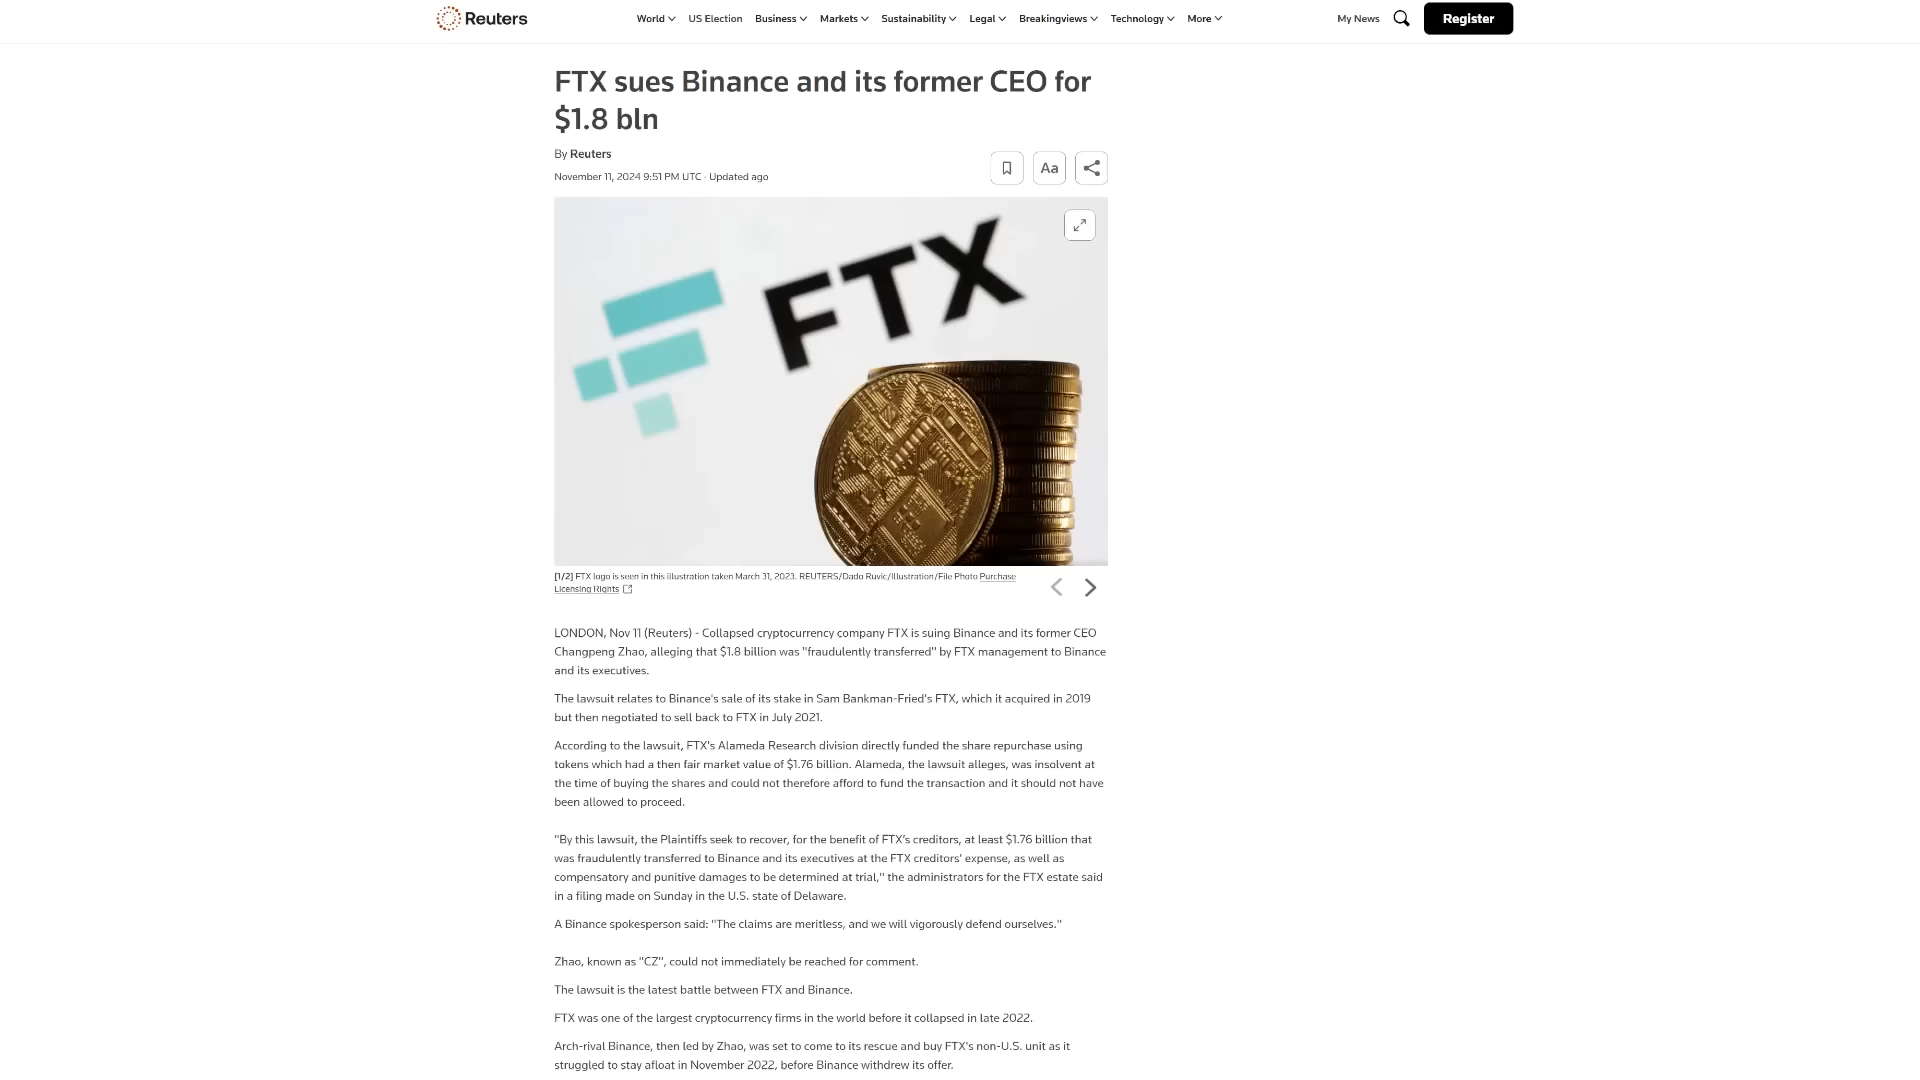 Reuters
World
US Election
Business
Markets
Sustainability
Legal
Breakingviews
Technology
More
My News
Register
FTX sues Binance and its former CEO for
$1.8 bln
By Reuters
November 11, 2024 9:51 PM UTC · Updated ago
Aa
FTX
[1/2] FTX logo is seen in this illustration taken March 31, 2023. REUTERS/Dado Ruvic/Illustration/File Photo Purchase
Licensing Rights
LONDON, Nov 11 (Reuters) - Collapsed cryptocurrency company FTX is suing Binance and its former CEO
Changpeng Zhao, alleging that $1.8 billion was "fraudulently transferred" by FTX management to Binance
and its executives.
The lawsuit relates to Binance's sale of its stake in Sam Bankman-Fried's FTX, which it acquired in 2019
but then negotiated to sell back to FTX in July 2021.
According to the lawsuit, FTX's Alameda Research division directly funded the share repurchase using
tokens which had a then fair market value of $1.76 billion. Alameda, the lawsuit alleges, was insolvent at
the time of buying the shares and could not therefore afford to fund the transaction and it should not have
been allowed to proceed.
"By this lawsuit, the Plaintiffs seek to recover, for the benefit of FTX’s creditors, at least $1.76 billion that
was fraudulently transferred to Binance and its executives at the FTX creditors’ expense, as well as
compensatory and punitive damages to be determined at trial," the administrators for the FTX estate said
in a filing made on Sunday in the U.S. state of Delaware.
A Binance spokesperson said: "The claims are meritless, and we will vigorously defend ourselves."
Zhao, known as "CZ", could not immediately be reached for comment.
The lawsuit is the latest battle between FTX and Binance.
FTX was one of the largest cryptocurrency firms in the world before it collapsed in late 2022.
Arch-rival Binance, then led by Zhao, was set to come to its rescue and buy FTX's non-U.S. unit as it
struggled to stay afloat in November 2022, before Binance withdrew its offer.